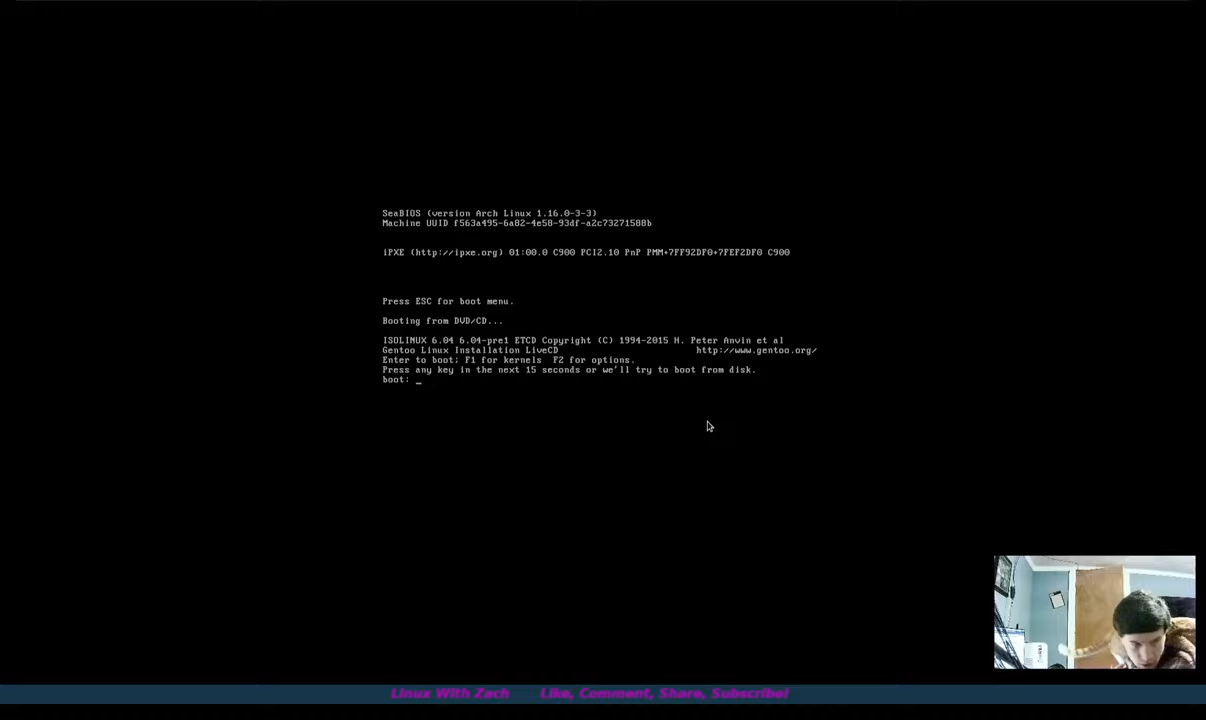 SeaBIOS (version Arch Linux 1.16.0-3-3)
Machine UUID f563a495-6a82-4e58-93df-a2c73271588b
iPXE (http://ipxe.org) 01:00.0 C900 PCI2.10 PnP PMM+7FF92DF0+7FEF2DF0 C900
Press ESC for boot menu.
Booting from DVD/CD...
ISOLINUX 6.04 6.04-pre1 ETCD Copyright (C) 1994-2015 H. Peter Anvin et al
Gentoo Linux Installation LiveCD http://www.gentoo.org/
Enter to boot; F1 for kernels F2 for options.
Press any key in the next 15 seconds or we'll try to boot from disk.
boot: _
Linux With Zach Like, Comment, Share, Subscribe!